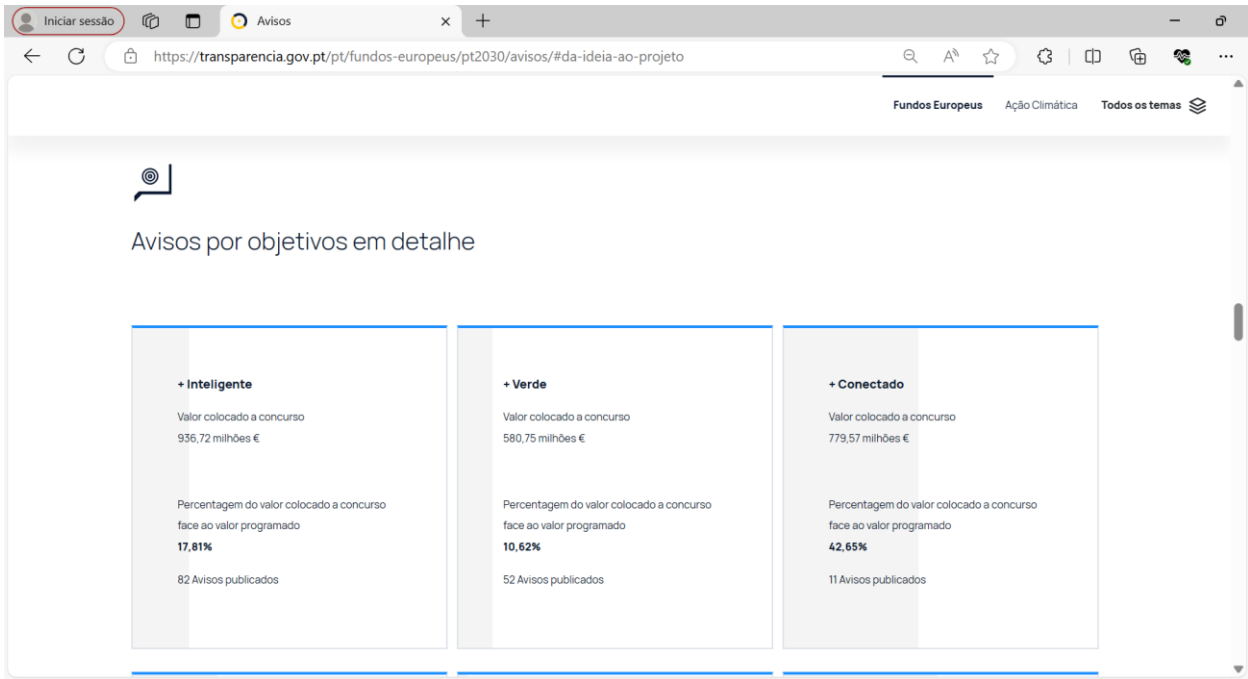 Iniciar sessão
Avisos
https://transparencia.gov.pt/pt/fundos-europeus/pt2030/avisos/#da-ideia-ao-projeto
Fundos Europeus Ação Climática Todos os temas
Avisos por objetivos em detalhe
+ Inteligente
Valor colocado a concurso
936,72 milhões €
Percentagem do valor colocado a concurso
face ao valor programado
17,81%
82 Avisos publicados
+ Verde
Valor colocado a concurso
580,75 milhões €
Percentagem do valor colocado a concurso
face ao valor programado
10,62%
52 Avisos publicados
+ Conectado
Valor colocado a concurso
779,57 milhões €
Percentagem do valor colocado a concurso
face ao valor programado
42,65%
11 Avisos publicados